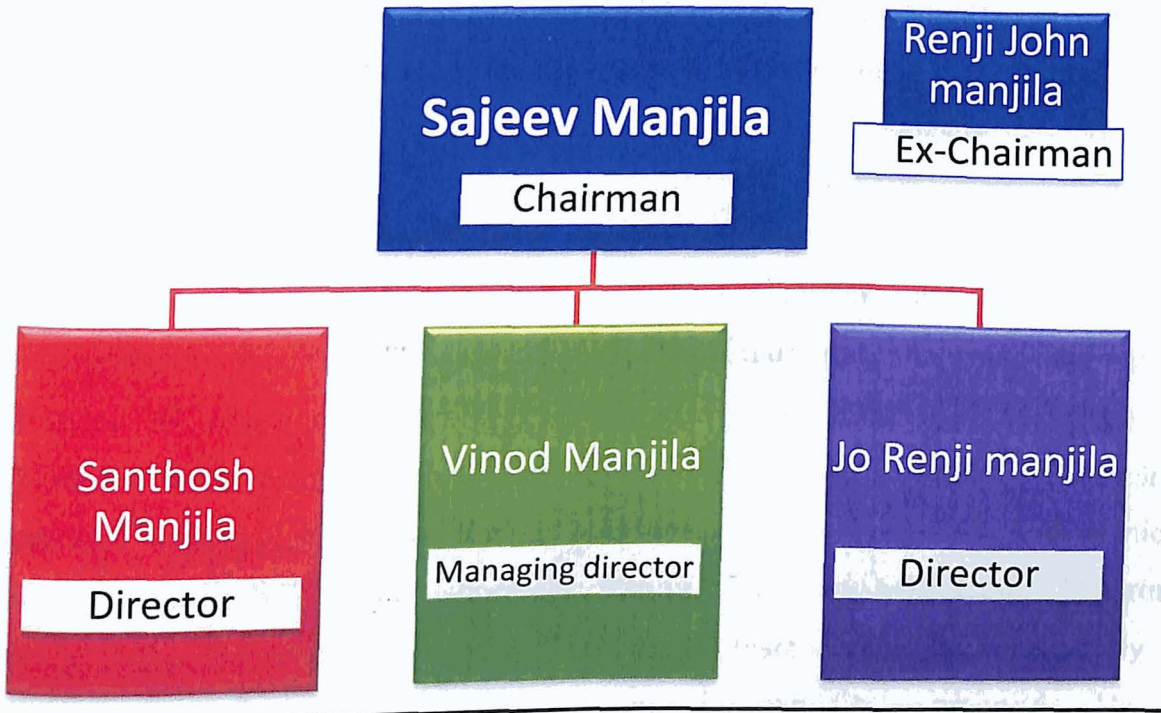 Sajeev Manjila
Chairman
Renji John
manjila
Ex-Chairman
Santhosh
Manjila
Director
Vinod Manjila
Managing director
Jo Renji manjila
Director